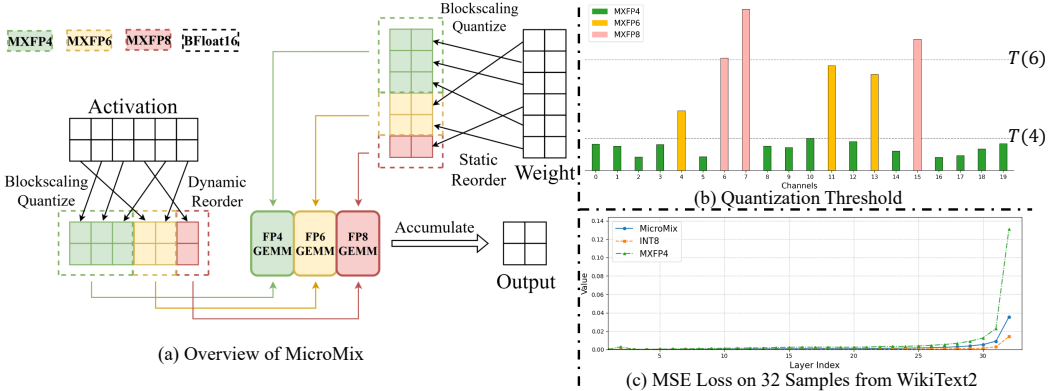 MXFP4
MXFP6
MXFP8
BFloat16
Activation
Blockscaling
Quantize
Dynamic
Reorder
Blockscaling
Quantize
Static
Reorder
Weight
FP4
GEMM
FP6
GEMM
FP8
GEMM
Accumulate
Output
(a) Overview of MicroMix
MXFP4
MXFP6
MXFP8
T(6)
T(4)
0 1 2 3 4 5 6 7 8 9 10 11 12 13 14 15 16 17 18 19
Channels
(b) Quantization Threshold
MicroMix
INT8
MXFP4
Value
0.14
0.12
0.10
0.08
0.06
0.04
0.02
0.00
5 10 15 20 25 30
Layer Index
(c) MSE Loss on 32 Samples from WikiText2